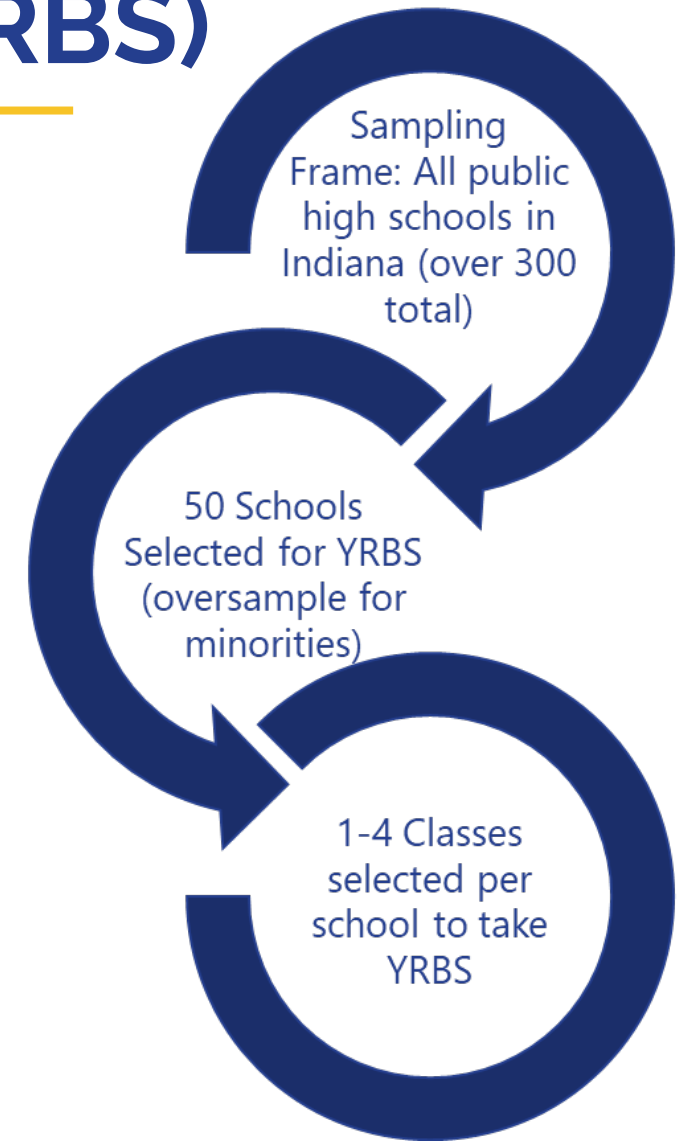 RBS)
Sampling
Frame: All public
high schools in
Indiana (over 300
total)
50 Schools
Selected for YRBS
(oversample for
minorities)
1-4 Classes
selected per
school to take
YRBS